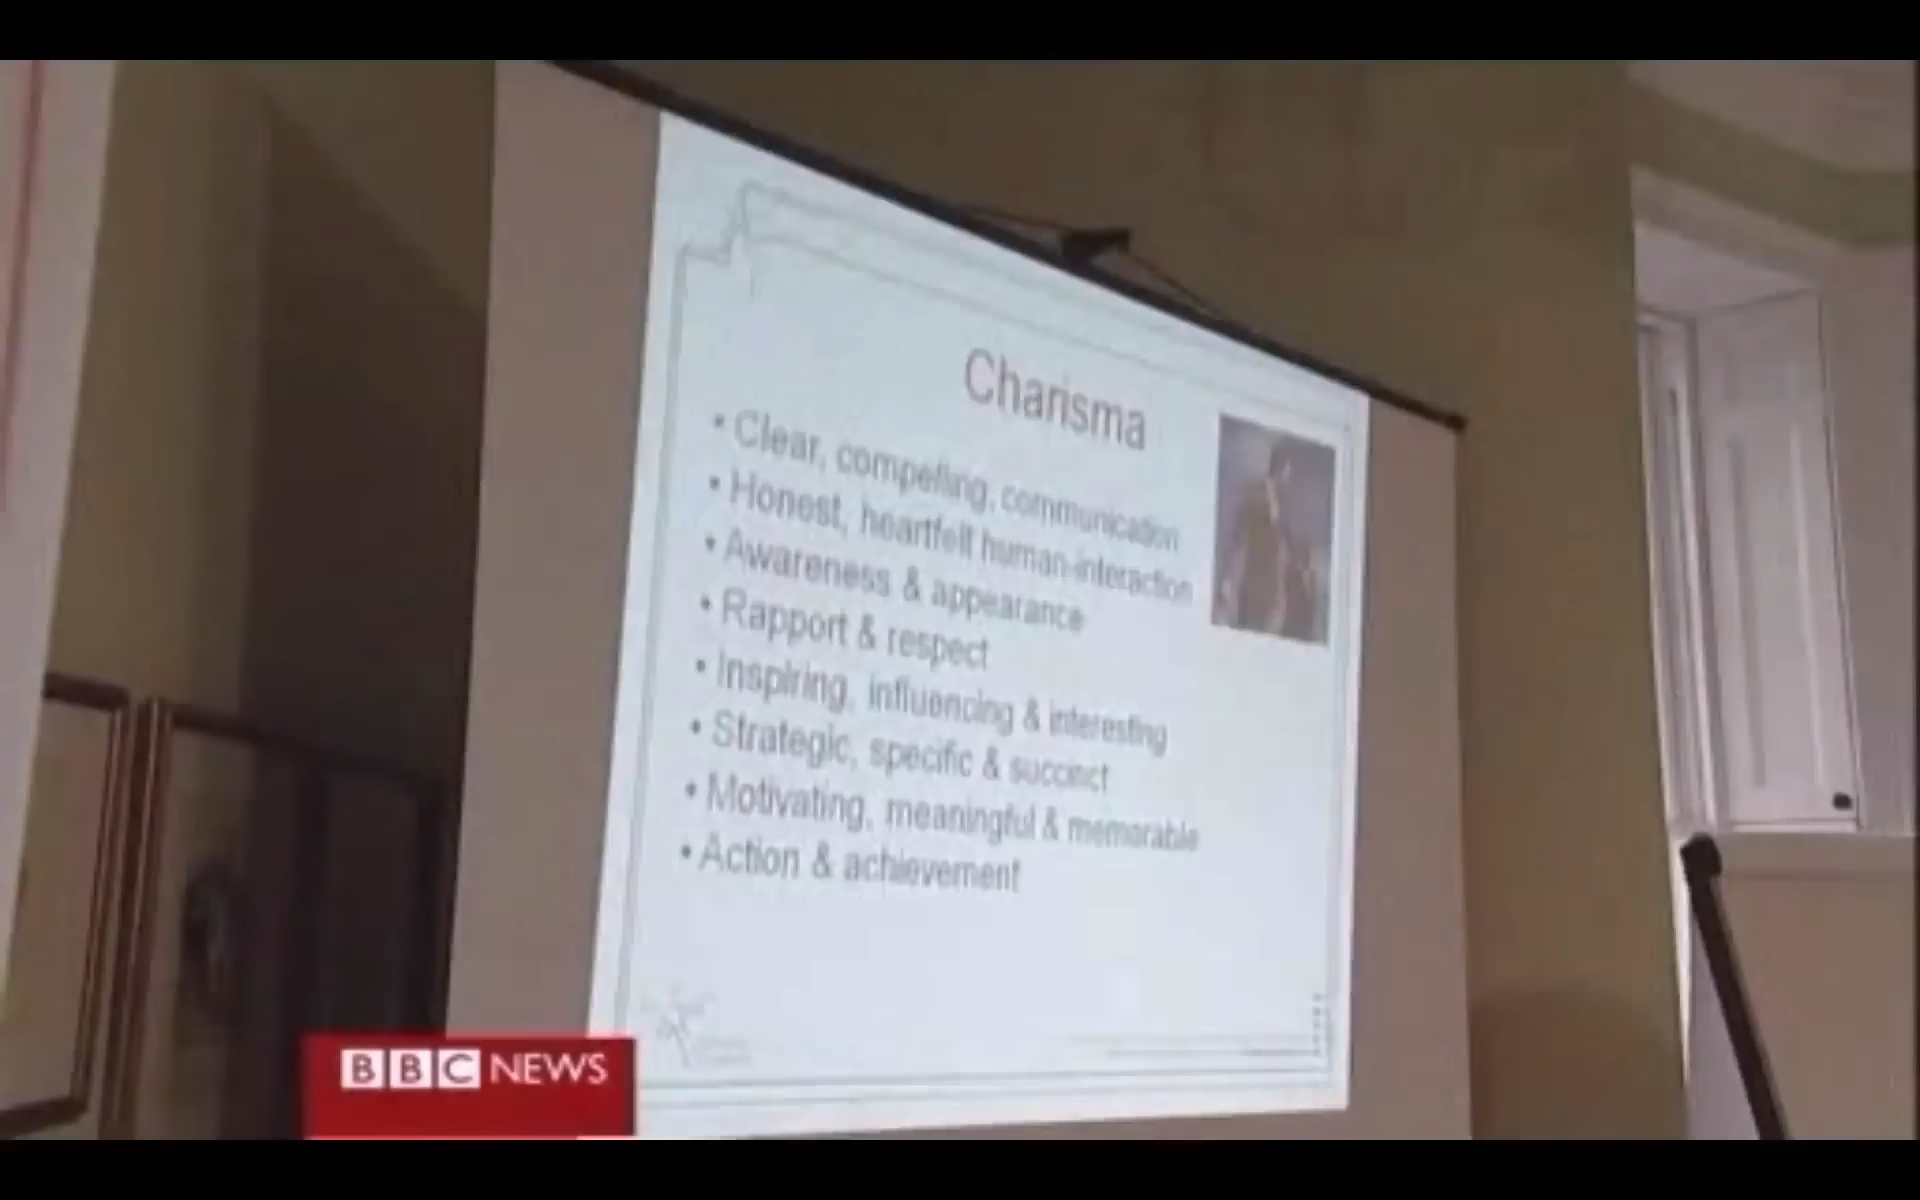 Charisma
• Clear, compelling, communication
• Honest, heartfelt human-interaction
• Awareness & appearance
• Rapport & respect
• Inspiring, influencing & interesting
• Strategic, specific & succinct
• Motivating, meaningful & memorable
• Action & achievement
BBC NEWS